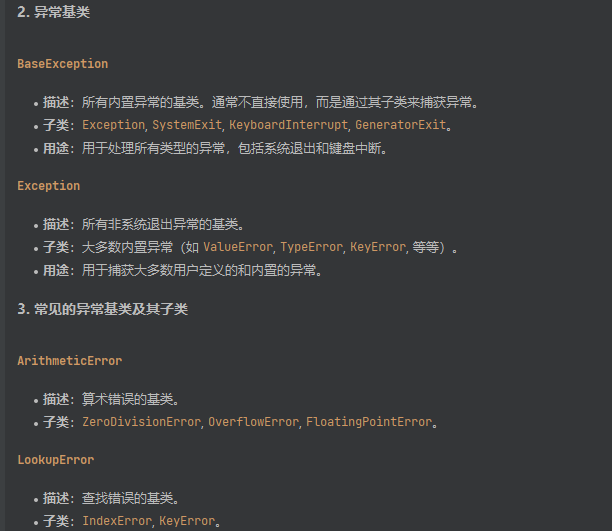 2. 异常基类
BaseException
• 描述：所有内置异常的基类。通常不直接使用，而是通过其子类来捕获异常。
• 子类：Exception, SystemExit, KeyboardInterrupt, GeneratorExit。
• 用途：用于处理所有类型的异常，包括系统退出和键盘中断。
Exception
• 描述：所有非系统退出异常的基类。
• 子类：大多数内置异常（如 ValueError, TypeError, KeyError, 等等）。
• 用途：用于捕获大多数用户定义的和内置的异常。
3. 常见的异常基类及其子类
ArithmeticError
• 描述：算术错误的基类。
• 子类：ZeroDivisionError, OverflowError, FloatingPointError。
LookupError
• 描述：查找错误的基类。
• 子类：IndexError, KeyError。